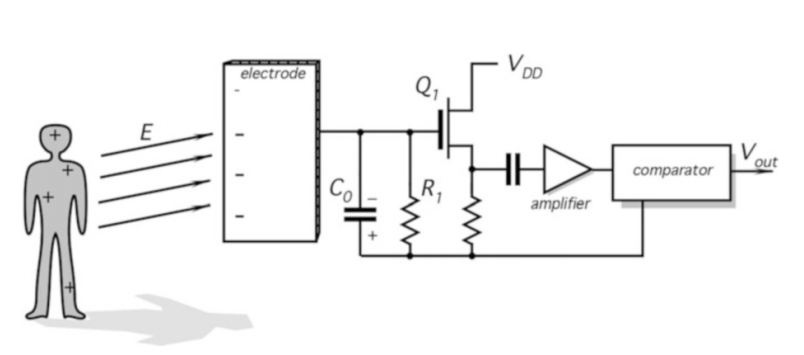 electrode
E
+
+
+
+
-
-
-
-
C0
-
+
R1
Q1
VDD
amplifier
comparator
Vout